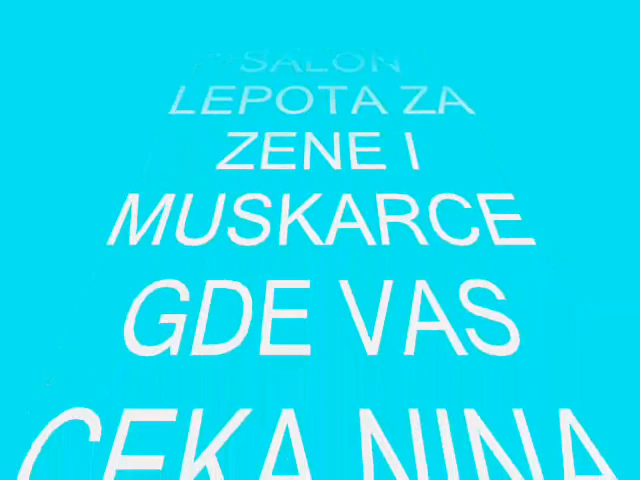 SALON
LEPOTA ZA
ZENE I
MUSKARCE
GDE VAS
CEKA NINA